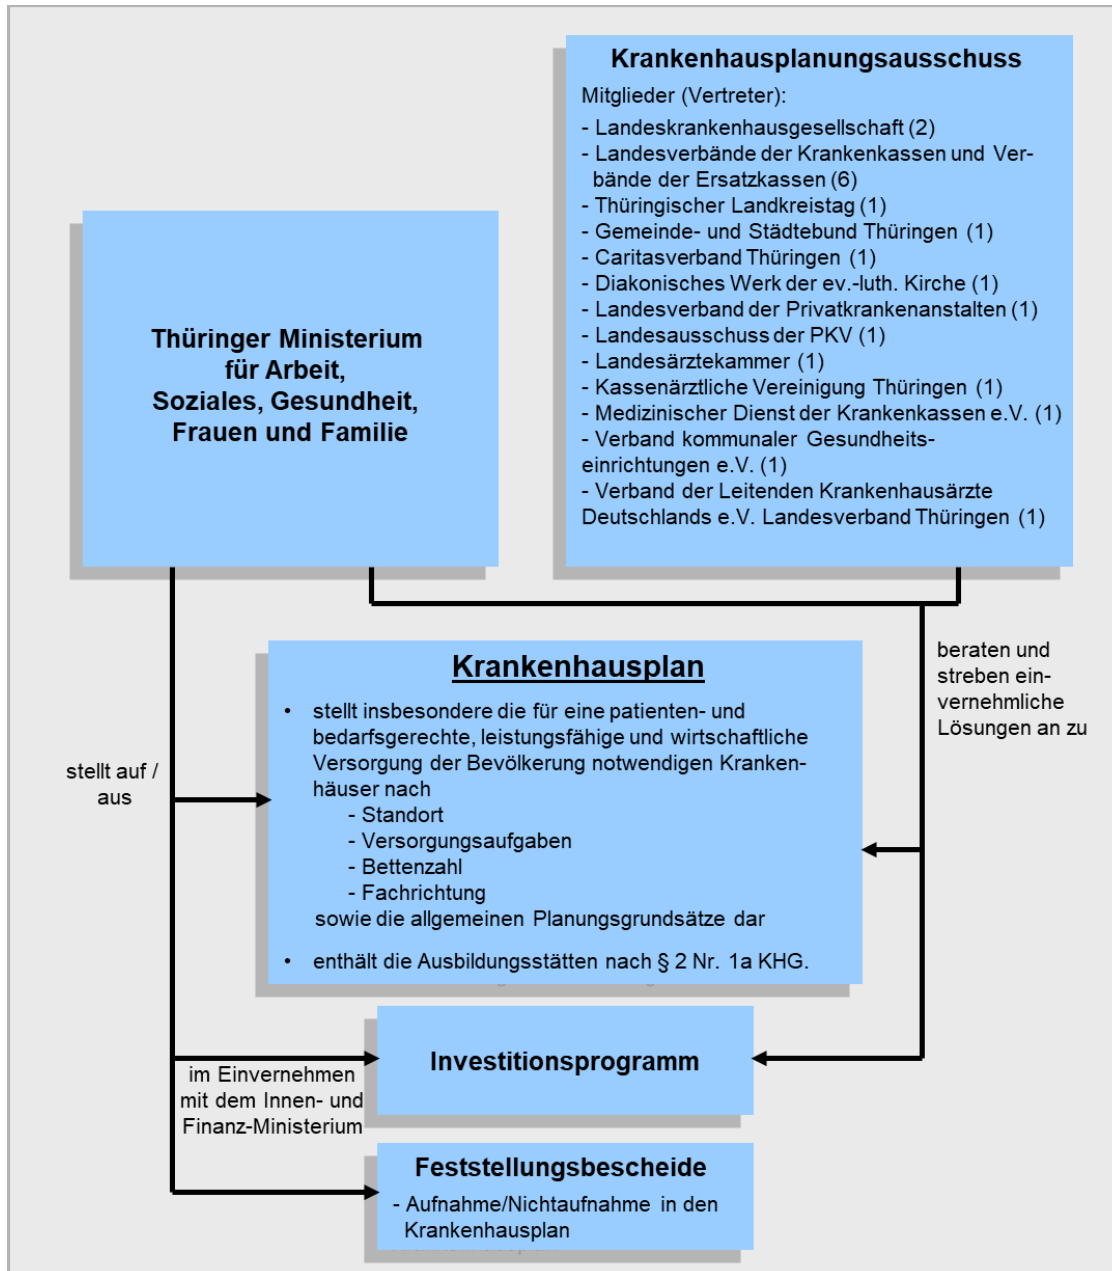 Krankenhausplanungsausschuss
Mitglieder (Vertreter):
- Landeskrankenhausgesellschaft (2)
- Landesverbände der Krankenkassen und Ver-
bände der Ersatzkassen (6)
- Thüringischer Landkreistag (1)
- Gemeinde- und Städtebund Thüringen (1)
- Caritasverband Thüringen (1)
- Diakonisches Werk der ev.-luth. Kirche (1)
- Landesverband der Privatkrankenanstalten (1)
- Landesausschuss der PKV (1)
- Landesärztekammer (1)
- Kassenärztliche Vereinigung Thüringen (1)
- Medizinischer Dienst der Krankenkassen e.V. (1)
- Verband kommunaler Gesundheits-
einrichtungen e.V. (1)
- Verband der Leitenden Krankenhausärzte
Deutschlands e.V. Landesverband Thüringen (1)
Thüringer Ministerium
für Arbeit,
Soziales, Gesundheit,
Frauen und Familie
beraten und
streben ein-
vernehmliche
Lösungen an zu
stellt auf /
aus
Krankenhausplan
• stellt insbesondere die für eine patienten- und
bedarfsgerechte, leistungsfähige und wirtschaftliche
Versorgung der Bevölkerung notwendigen Kranken-
häuser nach
- Standort
- Versorgungsaufgaben
- Bettenzahl
- Fachrichtung
sowie die allgemeinen Planungsgrundsätze dar
• enthält die Ausbildungsstätten nach § 2 Nr. 1a KHG.
Investitionsprogramm
im Einvernehmen
mit dem Innen- und
Finanz-Ministerium
Feststellungsbescheide
- Aufnahme/Nichtaufnahme in den
Krankenhausplan